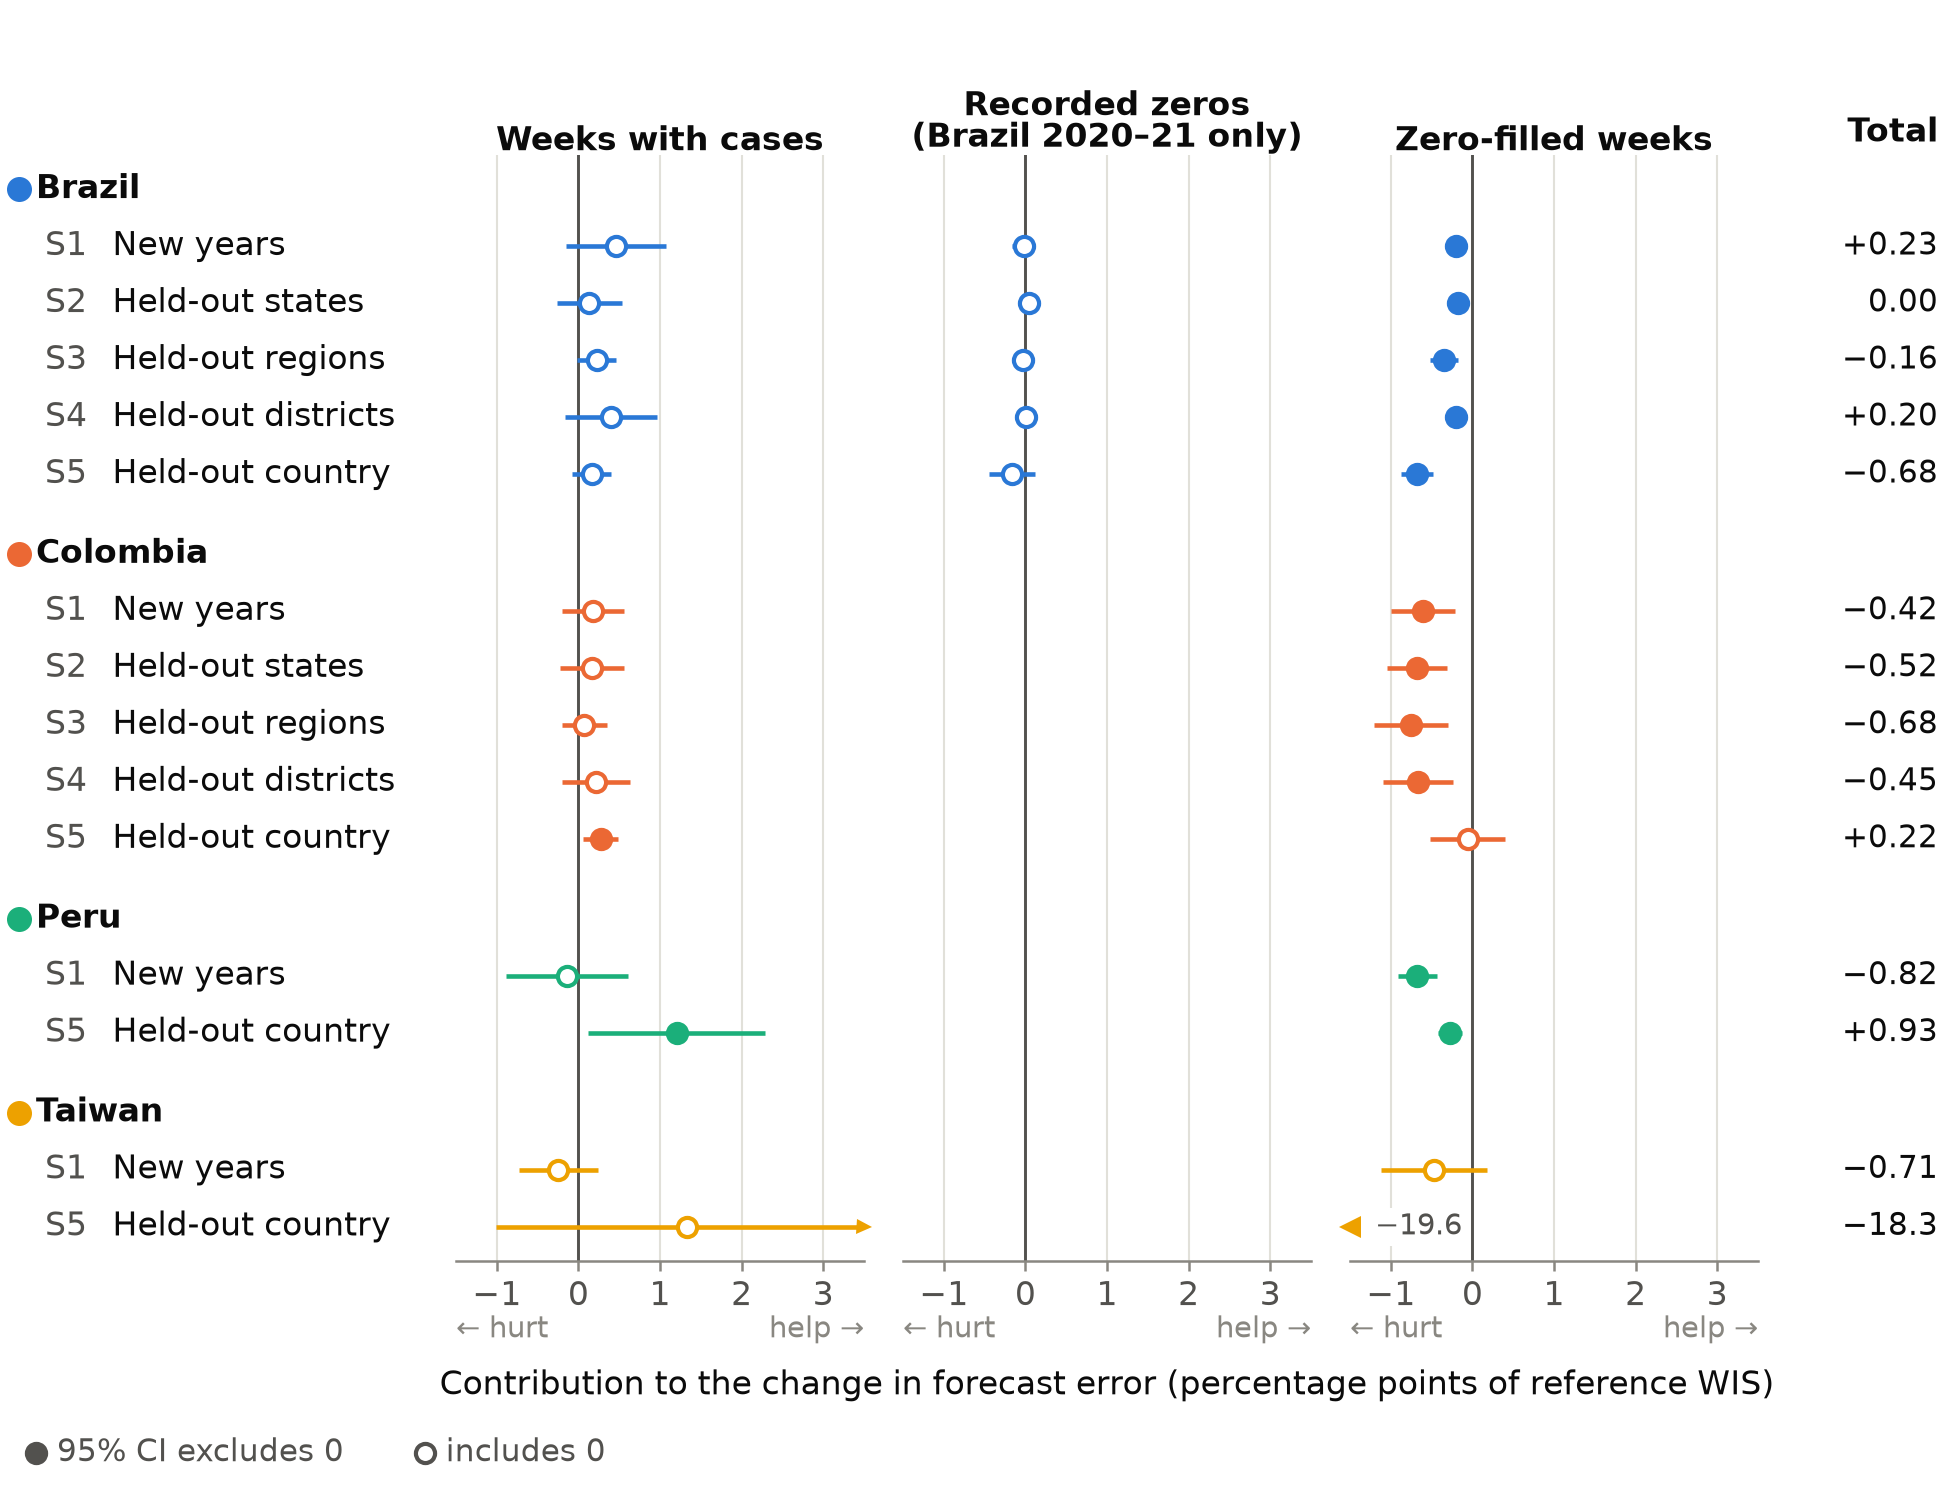 Recorded zeros
Weeks with cases (Brazil 2020–21 only) Zero-filled weeks Total
Brazil
S1 New years +0.23
S2 Held-out states 0.00
S3 Held-out regions −0.16
S4 Held-out districts +0.20
S5 Held-out country −0.68
Colombia
S1 New years −0.42
S2 Held-out states −0.52
S3 Held-out regions −0.68
S4 Held-out districts −0.45
S5 Held-out country +0.22
Peru
S1 New years −0.82
S5 Held-out country +0.93
Taiwan
S1 New years −0.71
S5 Held-out country −19.6 −18.3
−1 0 1 2 3 −1 0 1 2 3 −1 0 1 2 3
← hurt help → ← hurt help → ← hurt help →
Contribution to the change in forecast error (percentage points of reference WIS)
95% CI excludes 0 includes 0